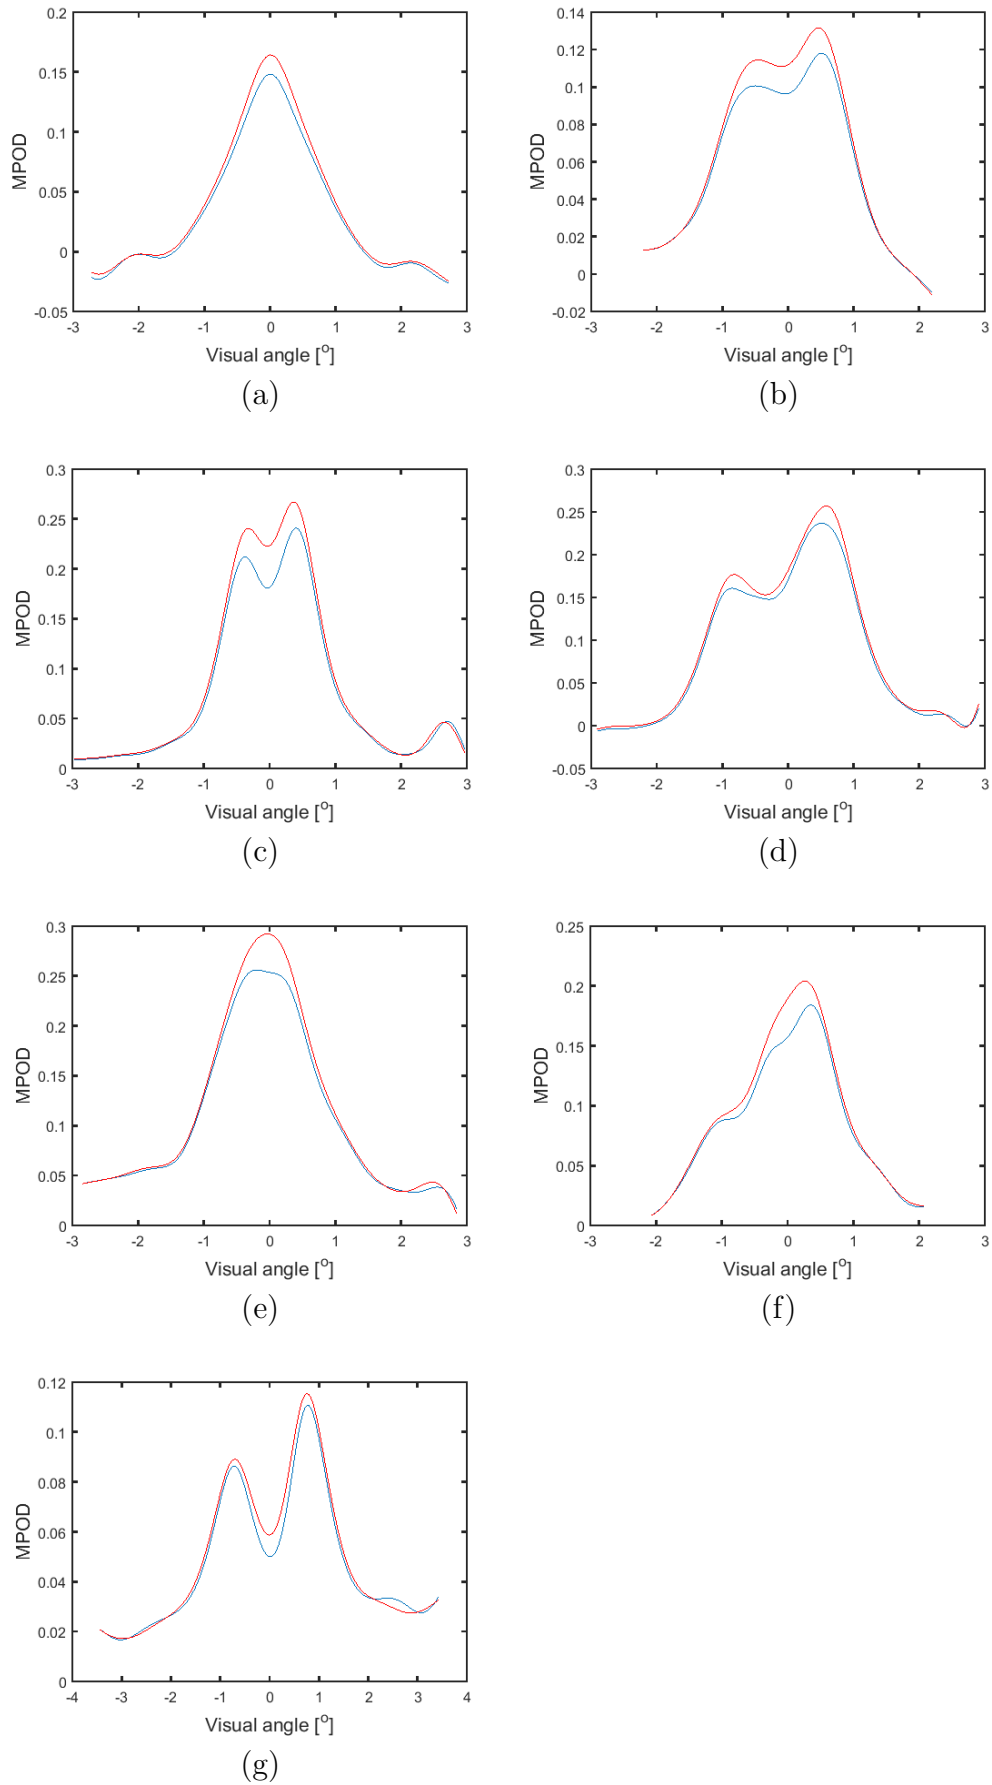 0.2
0.15
0.1
0.05
0
-0.05
MPOD
-3 -2 -1 0 1 2 3
Visual angle [o]
(a)
0.14
0.12
0.1
0.08
0.06
0.04
0.02
0
-0.02
MPOD
-3 -2 -1 0 1 2 3
Visual angle [o]
(b)
0.3
0.25
0.2
0.15
0.1
0.05
0
MPOD
-3 -2 -1 0 1 2 3
Visual angle [o]
(c)
0.3
0.25
0.2
0.15
0.1
0.05
0
-0.05
MPOD
-3 -2 -1 0 1 2 3
Visual angle [o]
(d)
0.3
0.25
0.2
0.15
0.1
0.05
0
MPOD
-3 -2 -1 0 1 2 3
Visual angle [o]
(e)
0.25
0.2
0.15
0.1
0.05
0
MPOD
-3 -2 -1 0 1 2 3
Visual angle [o]
(f)
0.12
0.1
0.08
0.06
0.04
0.02
0
MPOD
-4 -3 -2 -1 0 1 2 3 4
Visual angle [o]
(g)